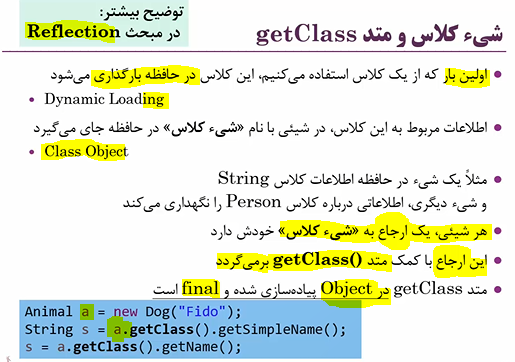 توضیح بیشتر:
در مبحث Reflection
شیء کلاس و متد getClass
اولین بار که از یک کلاس استفاده می‌کنیم، این کلاس در حافظه بارگذاری می‌شود
• Dynamic Loading
اطلاعات مربوط به این کلاس، در شیئی با نام «شیء کلاس» در حافظه جای می‌گیرد
• Class Object
مثلاً یک شیء در حافظه اطلاعات کلاس String
و شیء دیگری، اطلاعاتی درباره کلاس Person را نگهداری می‌کند
هر شیئی، یک ارجاع به «شیء کلاس» خودش دارد
این ارجاع با کمک متد getClass() برمی‌گردد
متد getClass در Object پیاده‌سازی شده و final است
Animal a = new Dog("Fido");
String s = a.getClass().getSimpleName();
s = a.getClass().getName();